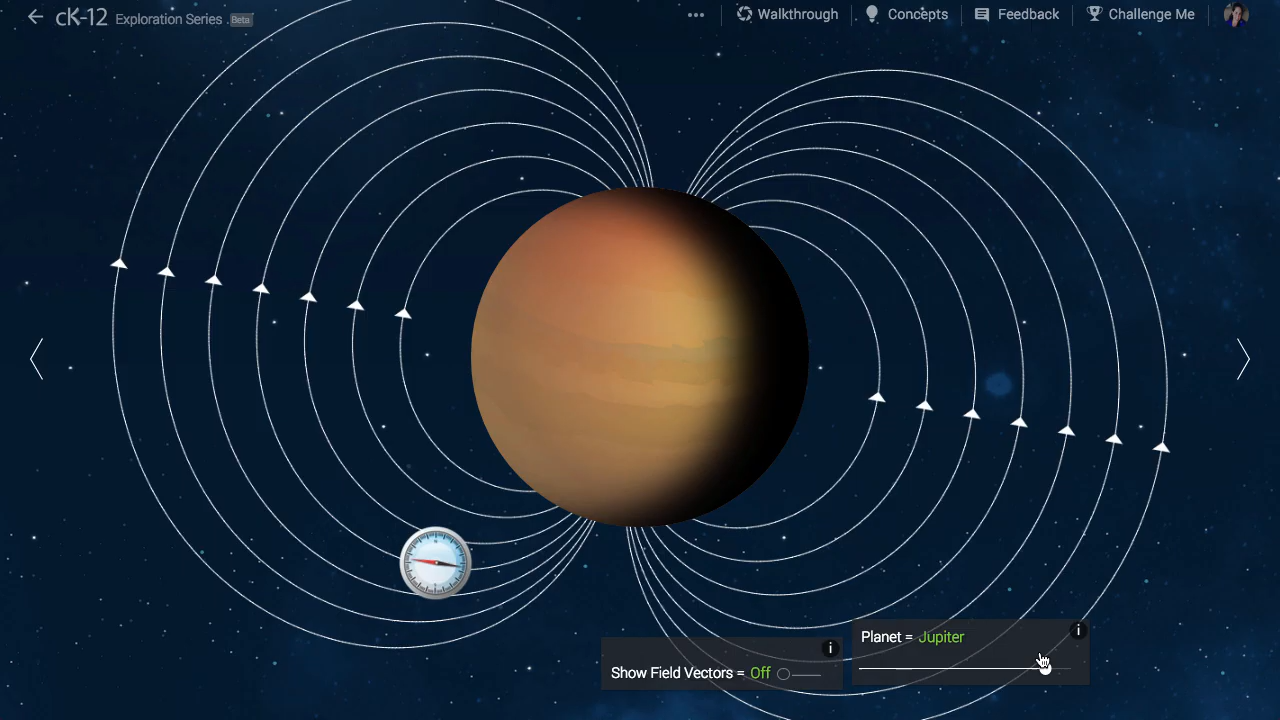 cK-12 Exploration Series Beta
Walkthrough
Concepts
Feedback
Challenge Me
Planet = Jupiter
Show Field Vectors = Off